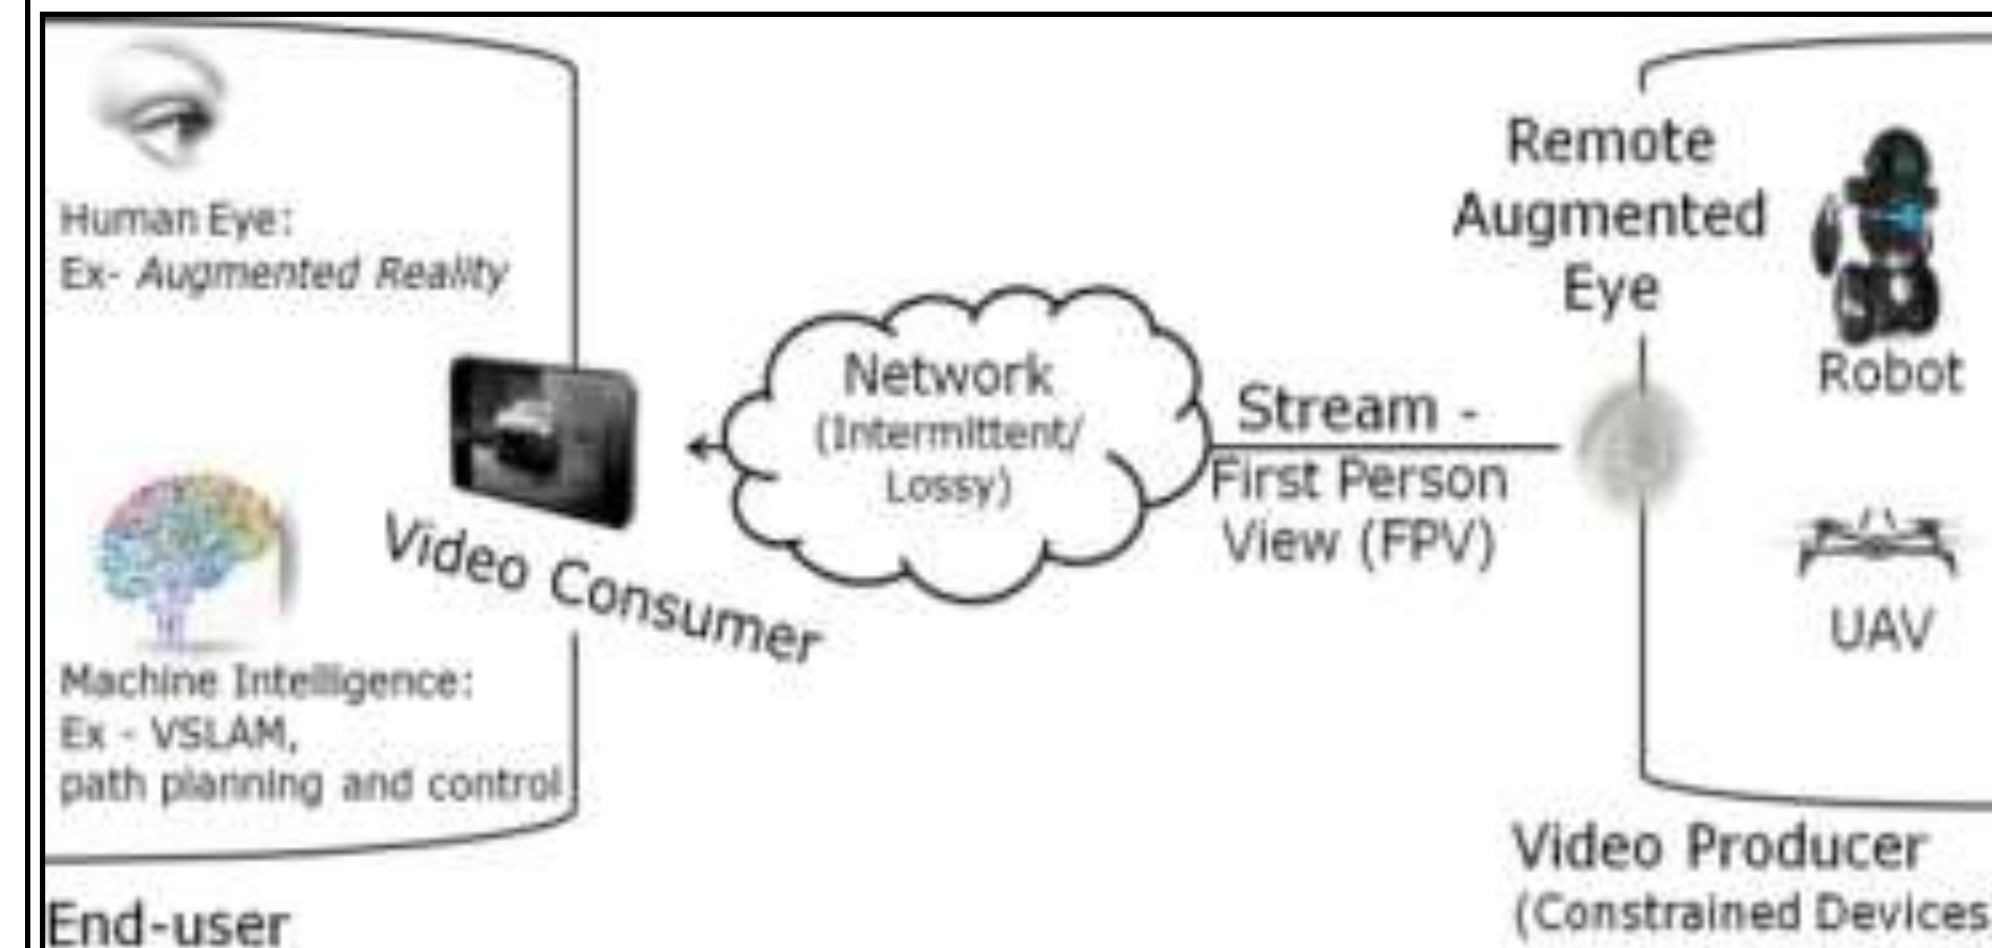 Human Eye:
Ex- Augmented Reality
Video Consumer
Machine Intelligence:
Ex - VSLAM,
path planning and control
End-user
Network
(Intermittent/
Lossy)
Stream -
First Person
View (FPV)
Remote
Augmented
Eye
Robot
UAV
Video Producer
(Constrained Devices)